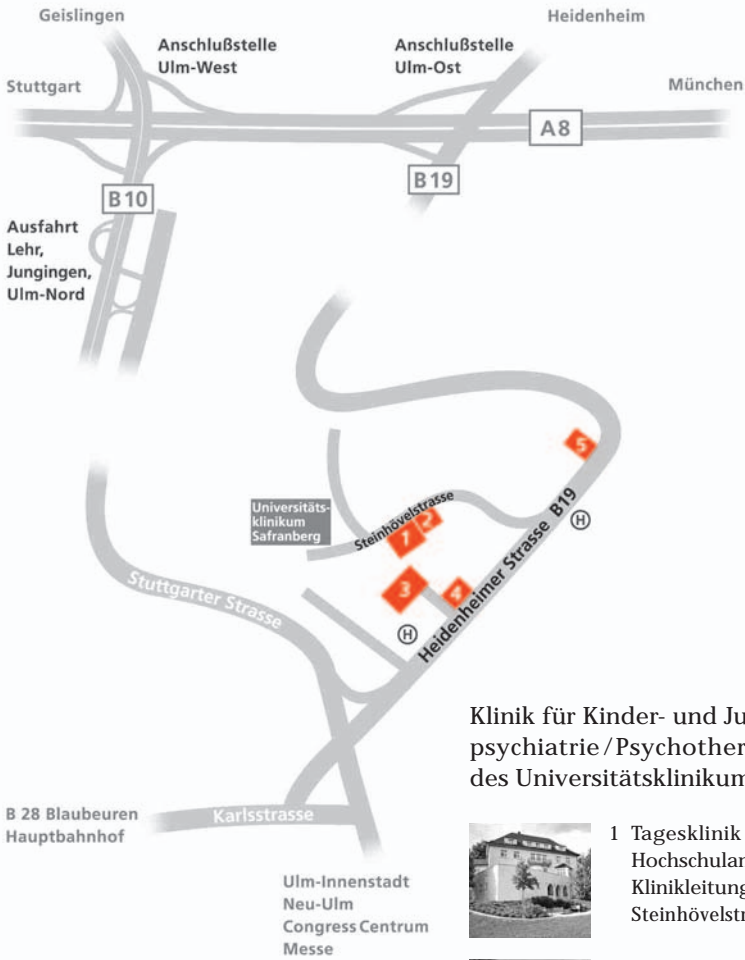 Geislingen
Heidenheim
Anschlußstelle
Ulm-West
Anschlußstelle
Ulm-Ost
Stuttgart
München
A8
B19
B10
Ausfahrt
Lehr,
Jungingen,
Ulm-Nord
5
Universitäts-
klinikum
Safranberg
Steinhövelstrasse
2
1
Heidenheimer Strasse B19
H
3
4
H
Stuttgarter Strasse
B 28 Blaubeuren
Hauptbahnhof
Karlsstrasse
Ulm-Innenstadt
Neu-Ulm
Congress Centrum
Messe
Klinik für Kinder- und Ju
psychiatrie/Psychother
des Universitätsklinikum
1 Tagesklinik
Hochschulam
Klinikleitung
Steinhövelstr